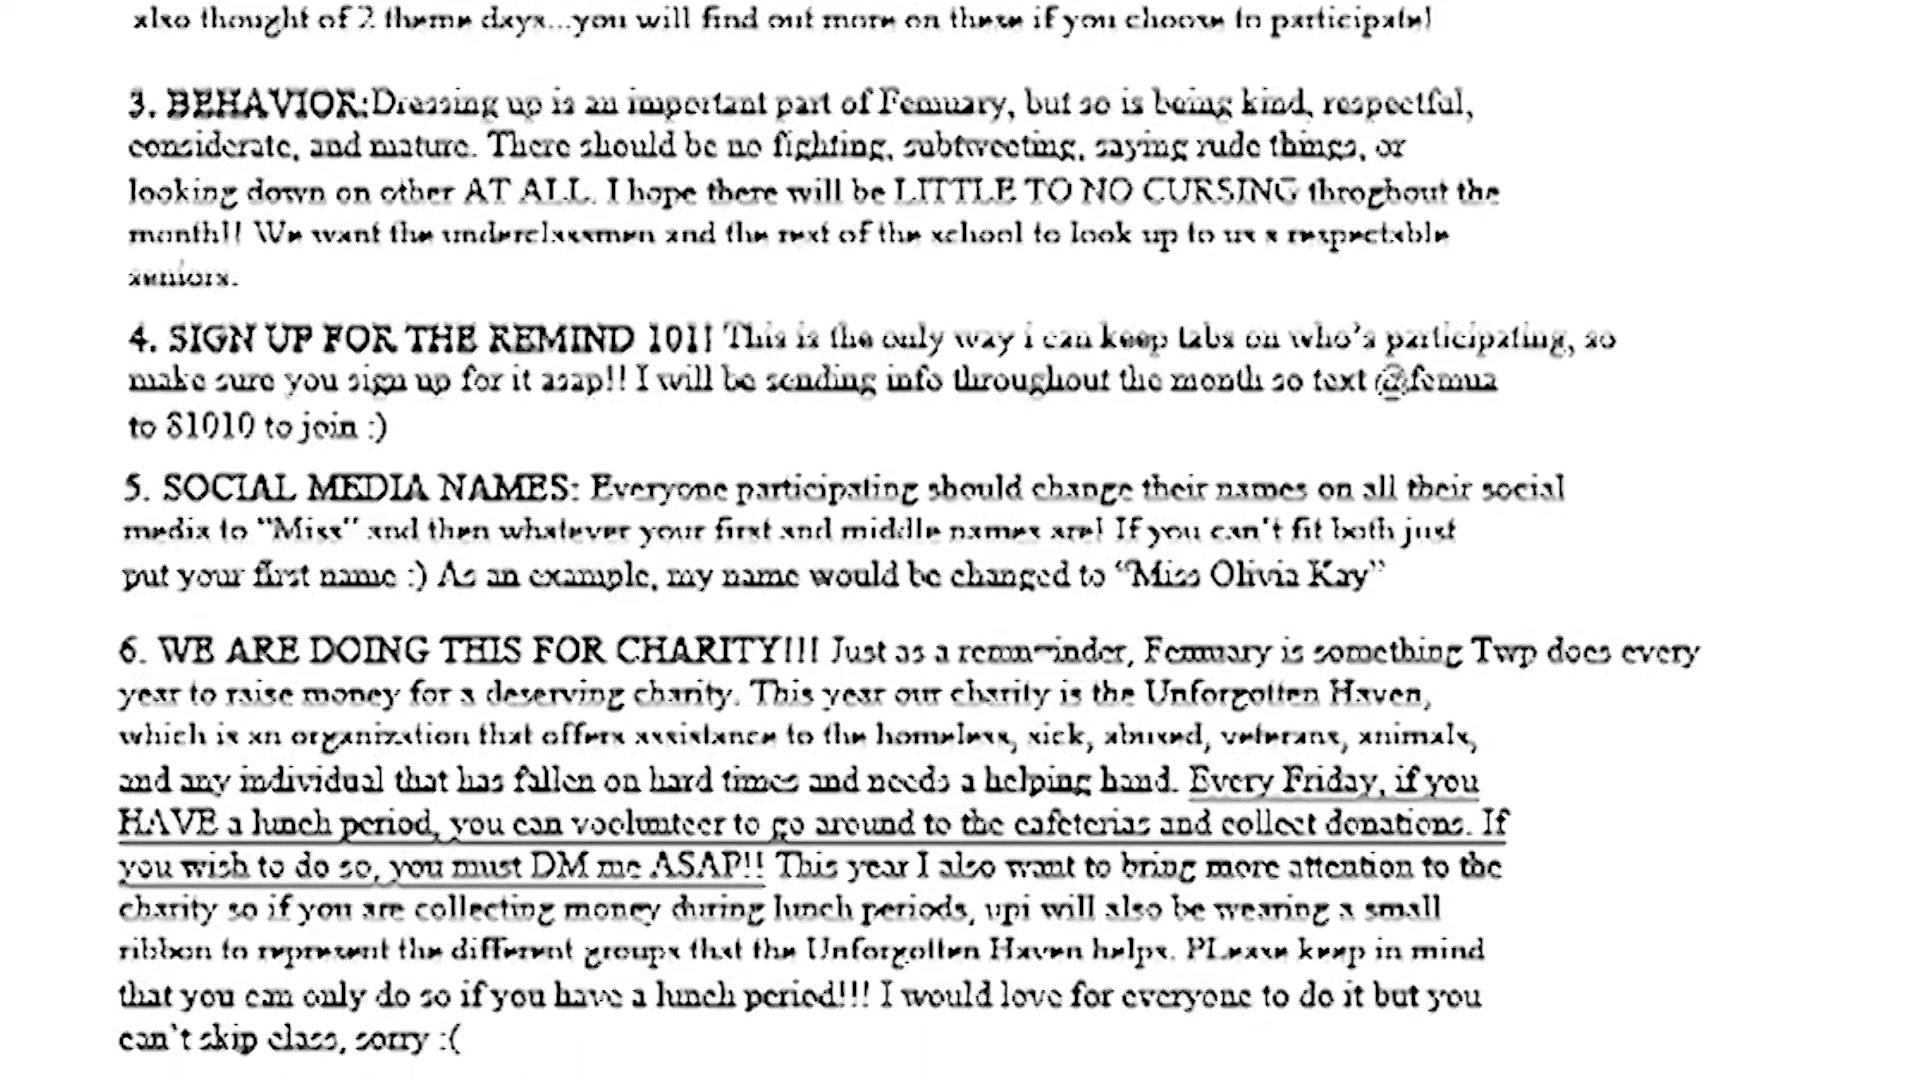 also thought of 2 theme days...you will find out more on these if you choose to participate!
3. BEHAVIOR:Dressing up is an important part of Femuary, but so is being kind, respectful,
considerate, and mature. There should be no fighting, subtweeting, saying rude things, or
looking down on other AT ALL. I hope there will be LITTLE TO NO CURSING throghout the
month!! We want the underclassmen and the rest of the school to look up to us s respectable
seniors.
4. SIGN UP FOR THE REMIND 101! This is the only way i can keep tabs on who's participating, so
make sure you sign up for it asap!! I will be sending info throughout the month so text @femua
to 81010 to join :)
5. SOCIAL MEDIA NAMES: Everyone participating should change their names on all their social
media to "Miss" and then whatever your first and middle names are! If you can't fit both just
put your first name :) As an example, my name would be changed to "Miss Olivia Kay"
6. WE ARE DOING THIS FOR CHARITY!!! Just as a Femuary is something Twp does every
year to raise money for a deserving charity. This year our charity is the Unforgotten Haven,
which is an organization that offers assistance to the homeless, sick, abused, veterans, animals,
and any individual that has fallen on hard times and needs a helping hand. Every Friday, if you
HAVE a lunch period, you can voolunteer to go around to the cafeterias and collect donations. If
you wish to do so, you must DM me ASAP!! This year I also want to bring more attention to the
charity so if you are collecting money during lunch periods, upi will also be wearing a small
ribbon to represent the different groups that the Unforgotten Haven helps. PLease keep in mind
that you can only do so if you have a lunch period!!! I would love for everyone to do it but you
can't skip class, sorry :(